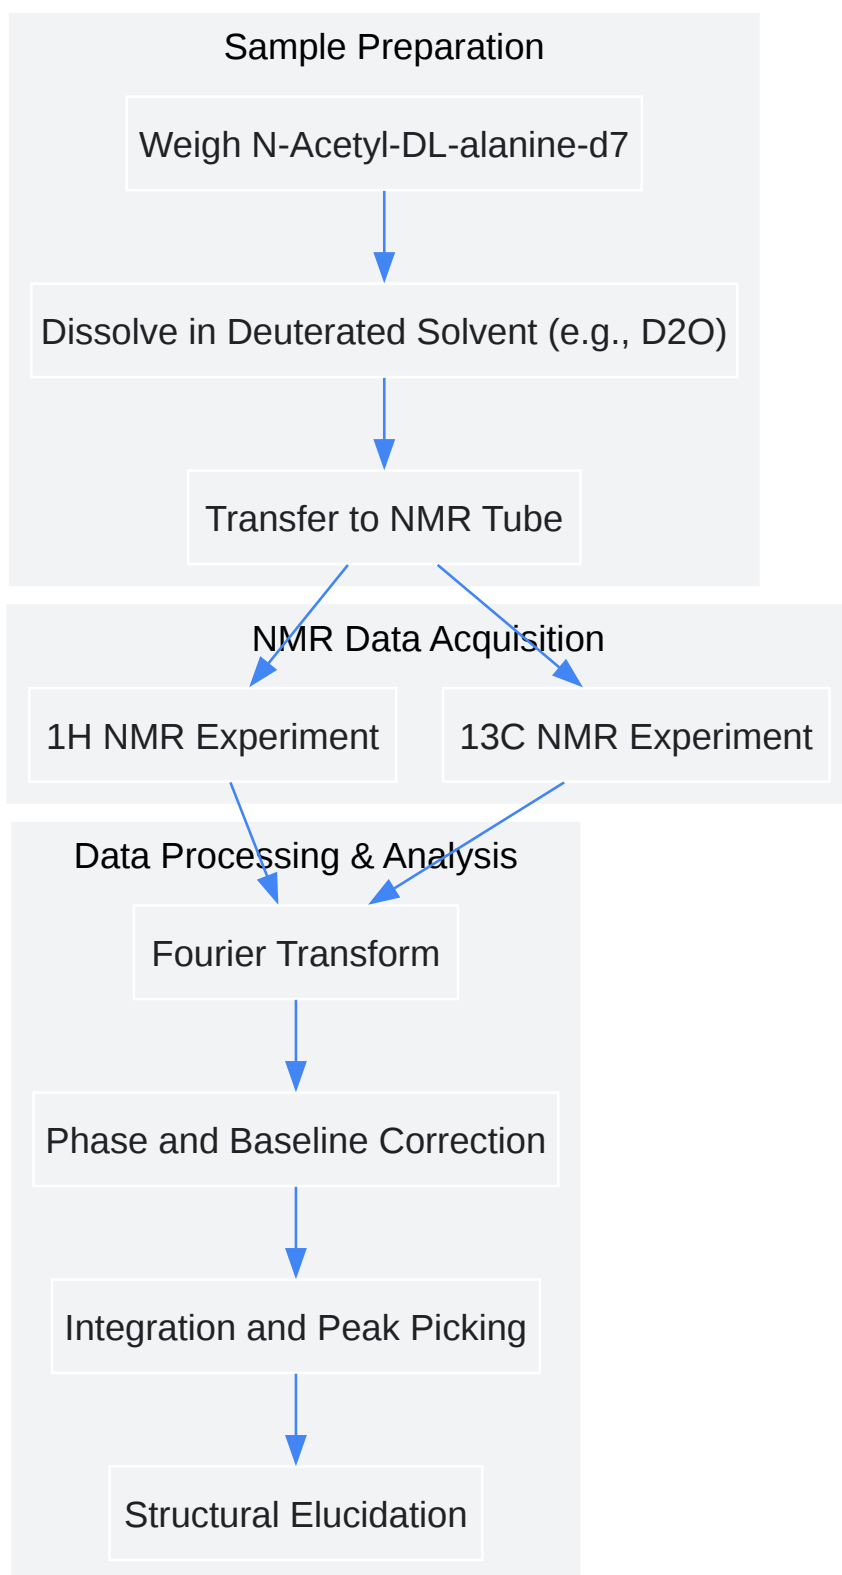 Sample Preparation
Weigh N-Acetyl-DL-alanine-d7
Dissolve in Deuterated Solvent (e.g., D2O)
Transfer to NMR Tube
NMR Data Acquisition
1H NMR Experiment
13C NMR Experiment
Data Processing & Analysis
Fourier Transform
Phase and Baseline Correction
Integration and Peak Picking
Structural Elucidation